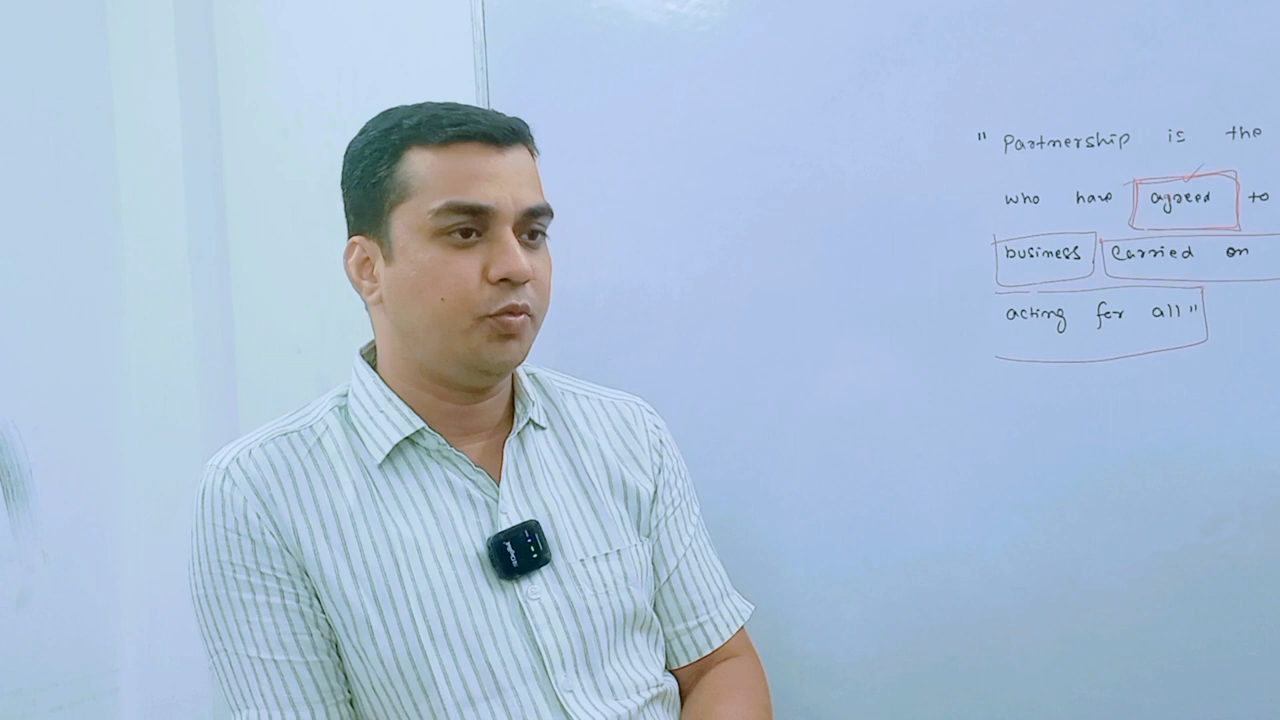 " Partnership is the
who have agreed to
business carried on
acting for all "